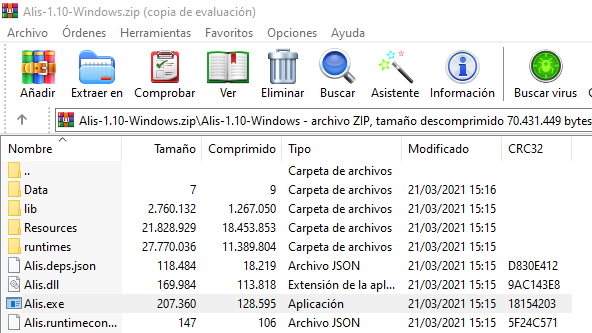 Alis-1.10-Windows.zip (copia de evaluación)
Archivo Órdenes Herramientas Favoritos Opciones Ayuda
Añadir Extraer en Comprobar Ver Eliminar Buscar Asistente Información Buscar virus
Alis-1.10-Windows.zip\Alis-1.10-Windows - archivo ZIP, tamaño descomprimido 70.431.449 bytes
Nombre Tamaño Comprimido Tipo Modificado CRC32
.. Carpeta de archivos
Data 7 9 Carpeta de archivos 21/03/2021 15:16
lib 2.760.132 1.267.050 Carpeta de archivos 21/03/2021 15:15
Resources 21.828.929 18.453.853 Carpeta de archivos 21/03/2021 15:15
runtimes 27.770.036 11.389.804 Carpeta de archivos 21/03/2021 15:15
Alis.deps.json 118.484 18.219 Archivo JSON 21/03/2021 15:15 D830E412
Alis.dll 169.984 113.818 Extensión de la apl... 21/03/2021 15:15 9AC143E8
Alis.exe 207.360 128.595 Aplicación 21/03/2021 15:15 18154203
Alis.runtimecon... 147 106 Archivo JSON 21/03/2021 15:15 5F24C571